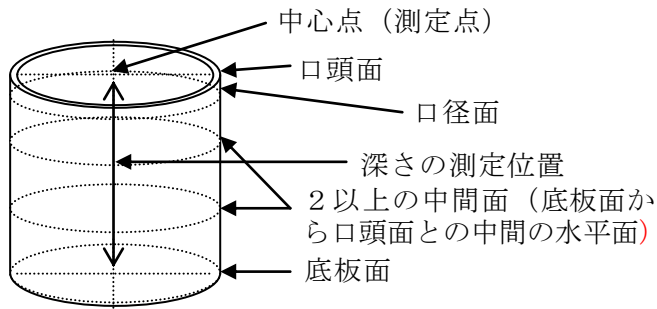 中心点（測定点）
口頭面
口径面
深さの測定位置
２以上の中間面（底板面か
ら口頭面との中間の水平面）
底板面